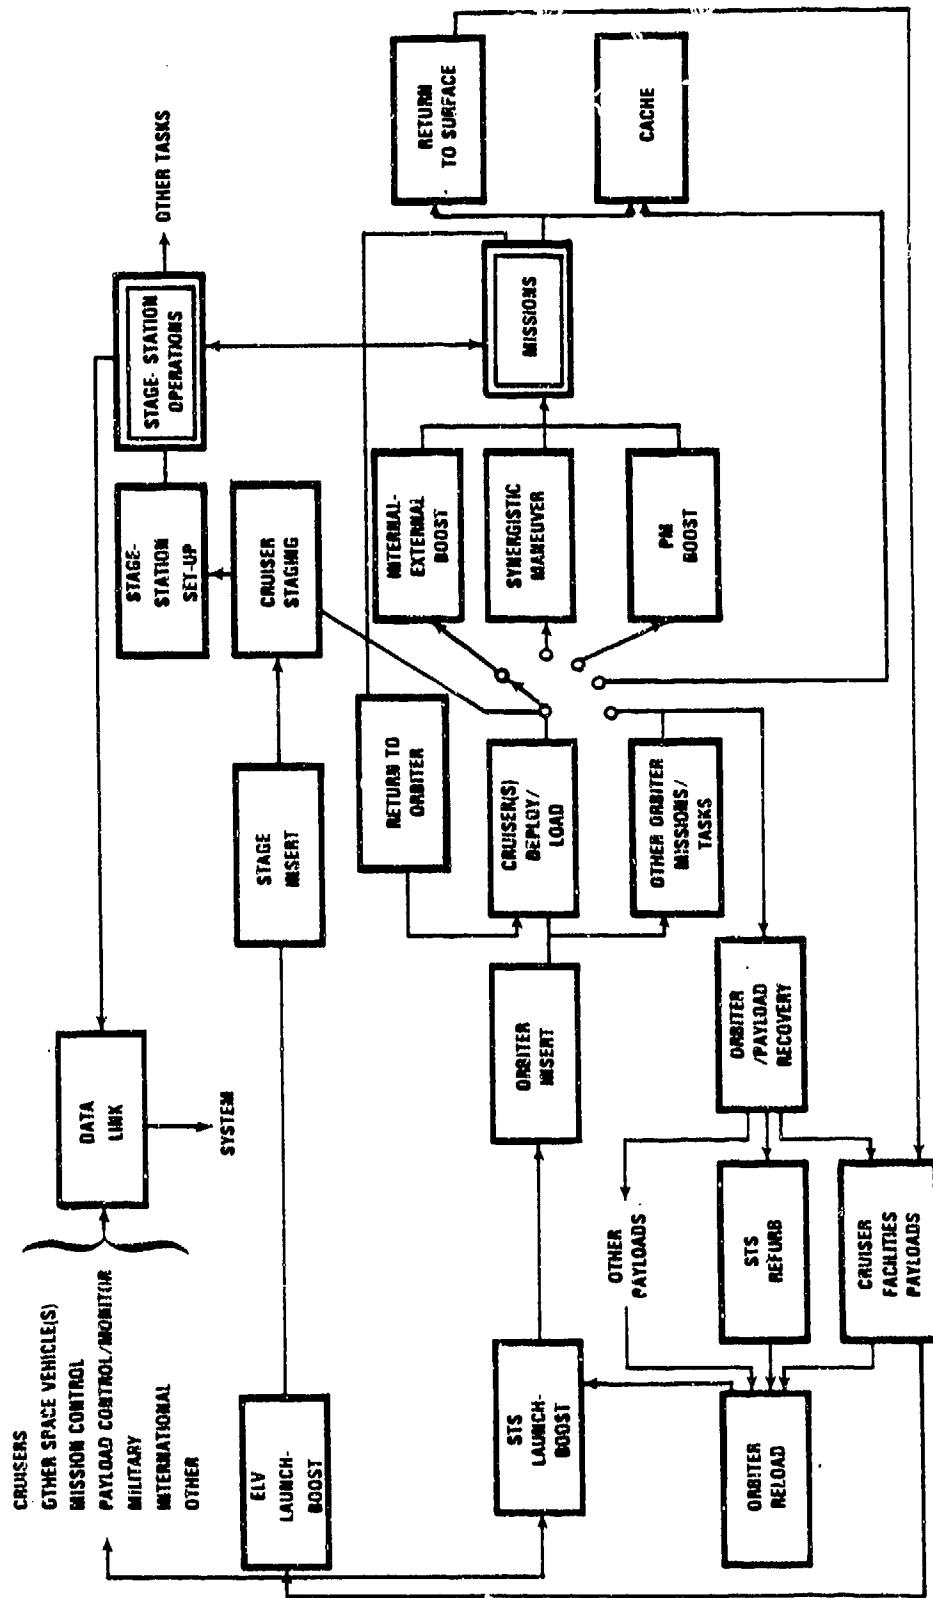 CRUISERS
OTHER SPACE VEHICLE(S)
MISSION CONTROL
PAYLOAD CONTROL/MONITOR
MILITARY
INTERNATIONAL
OTHER
DATA
LINK
SYSTEM
STAGE-
STATION
SET-UP
STAGE- STATION
OPERATIONS
OTHER TASKS
ELV
LAUNCH-
BOOST
STAGE
INSERT
CRUISER
STAGING
RETURN TO
ORBITER
INTERNAL-
EXTERNAL
BOOST
RETURN
TO SURFACE
STS
LAUNCH-
BOOST
ORBITER
INSERT
CRUISER(S)
DEPLOY/
LOAD
SYNERGISTIC
MANEUVER
MISSIONS
OTHER
PAYLOADS
OTHER ORBITER
MISSIONS/
TASKS
PM
BOOST
CACHE
ORBITER
RELOAD
STS
REFURB
ORBITER
/PAYLOAD
RECOVERY
CRUISER
FACILITIES
PAYLOADS